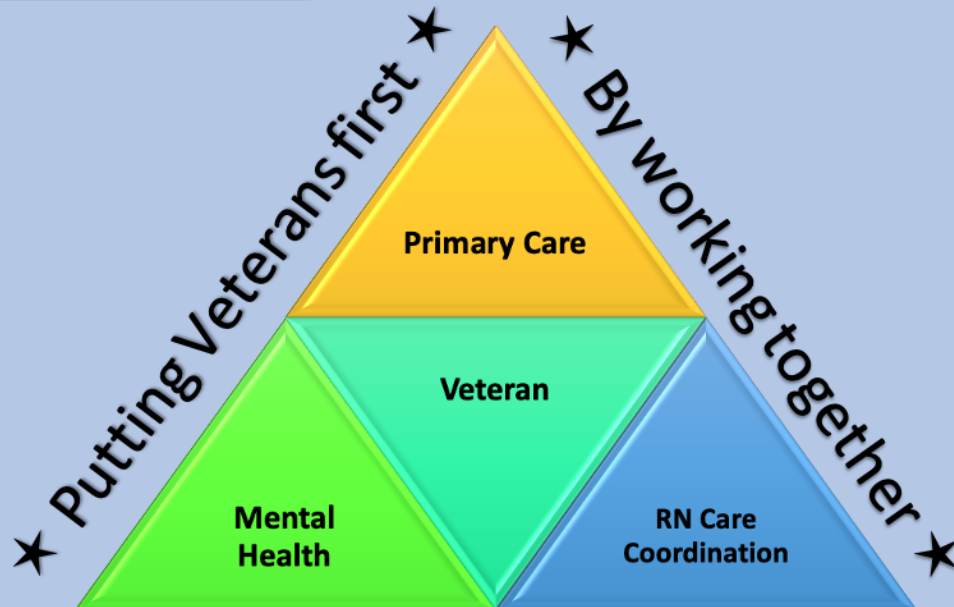 Putting Veterans first
By working together
Primary Care
Veteran
Mental
Health
RN Care
Coordination